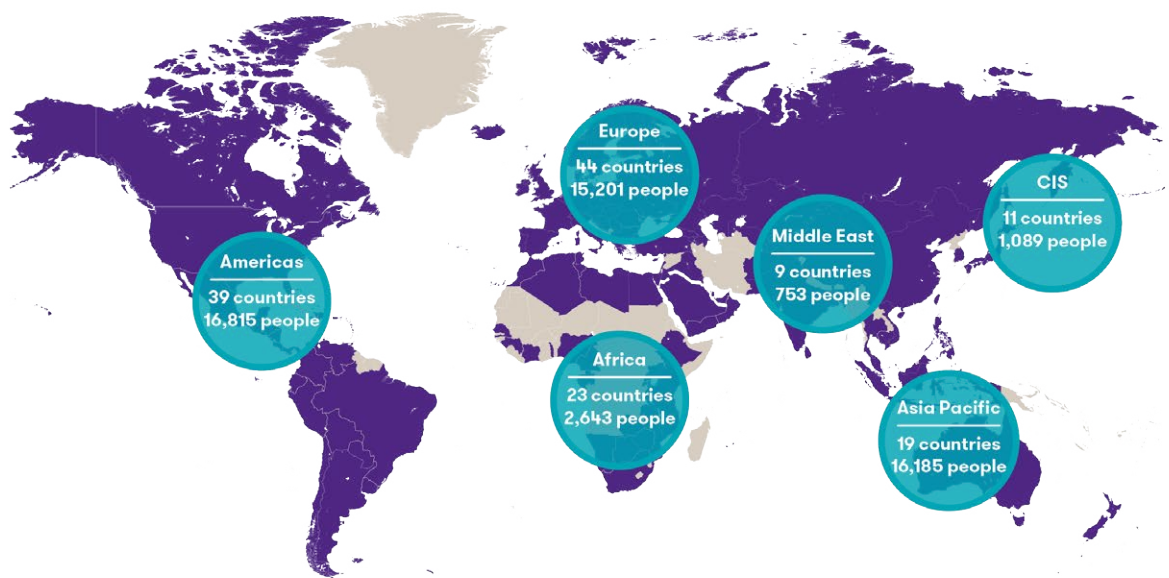 Europe
44 countries
15,201 people
CIS
11 countries
1,089 people
Middle East
9 countries
753 people
Americas
39 countries
16,815 people
Africa
23 countries
2,643 people
Asia Pacific
19 countries
16,185 people